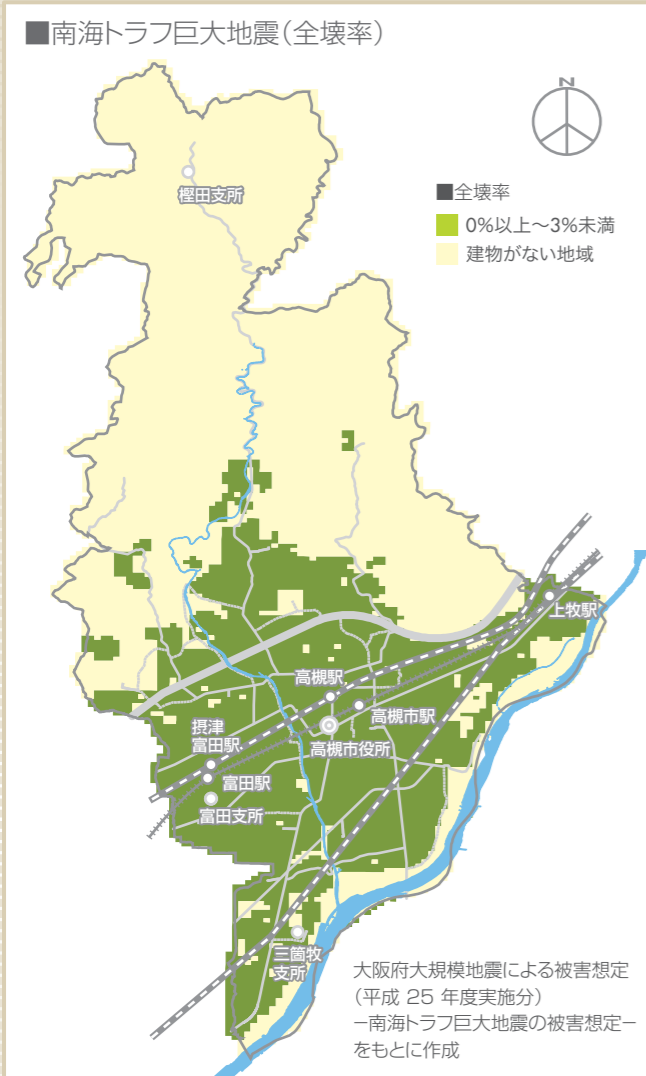 ■南海トラフ巨大地震(全壊率)
N
樫田支所
■全壊率
0%以上~3%未満
建物がない地域
上牧駅
高槻駅
高槻市駅
高槻市役所
摂津
富田駅
富田駅
富田支所
三箇牧
支所
大阪府大規模地震による被害想定
(平成 25 年度実施分)
−南海トラフ巨大地震の被害想定−
をもとに作成